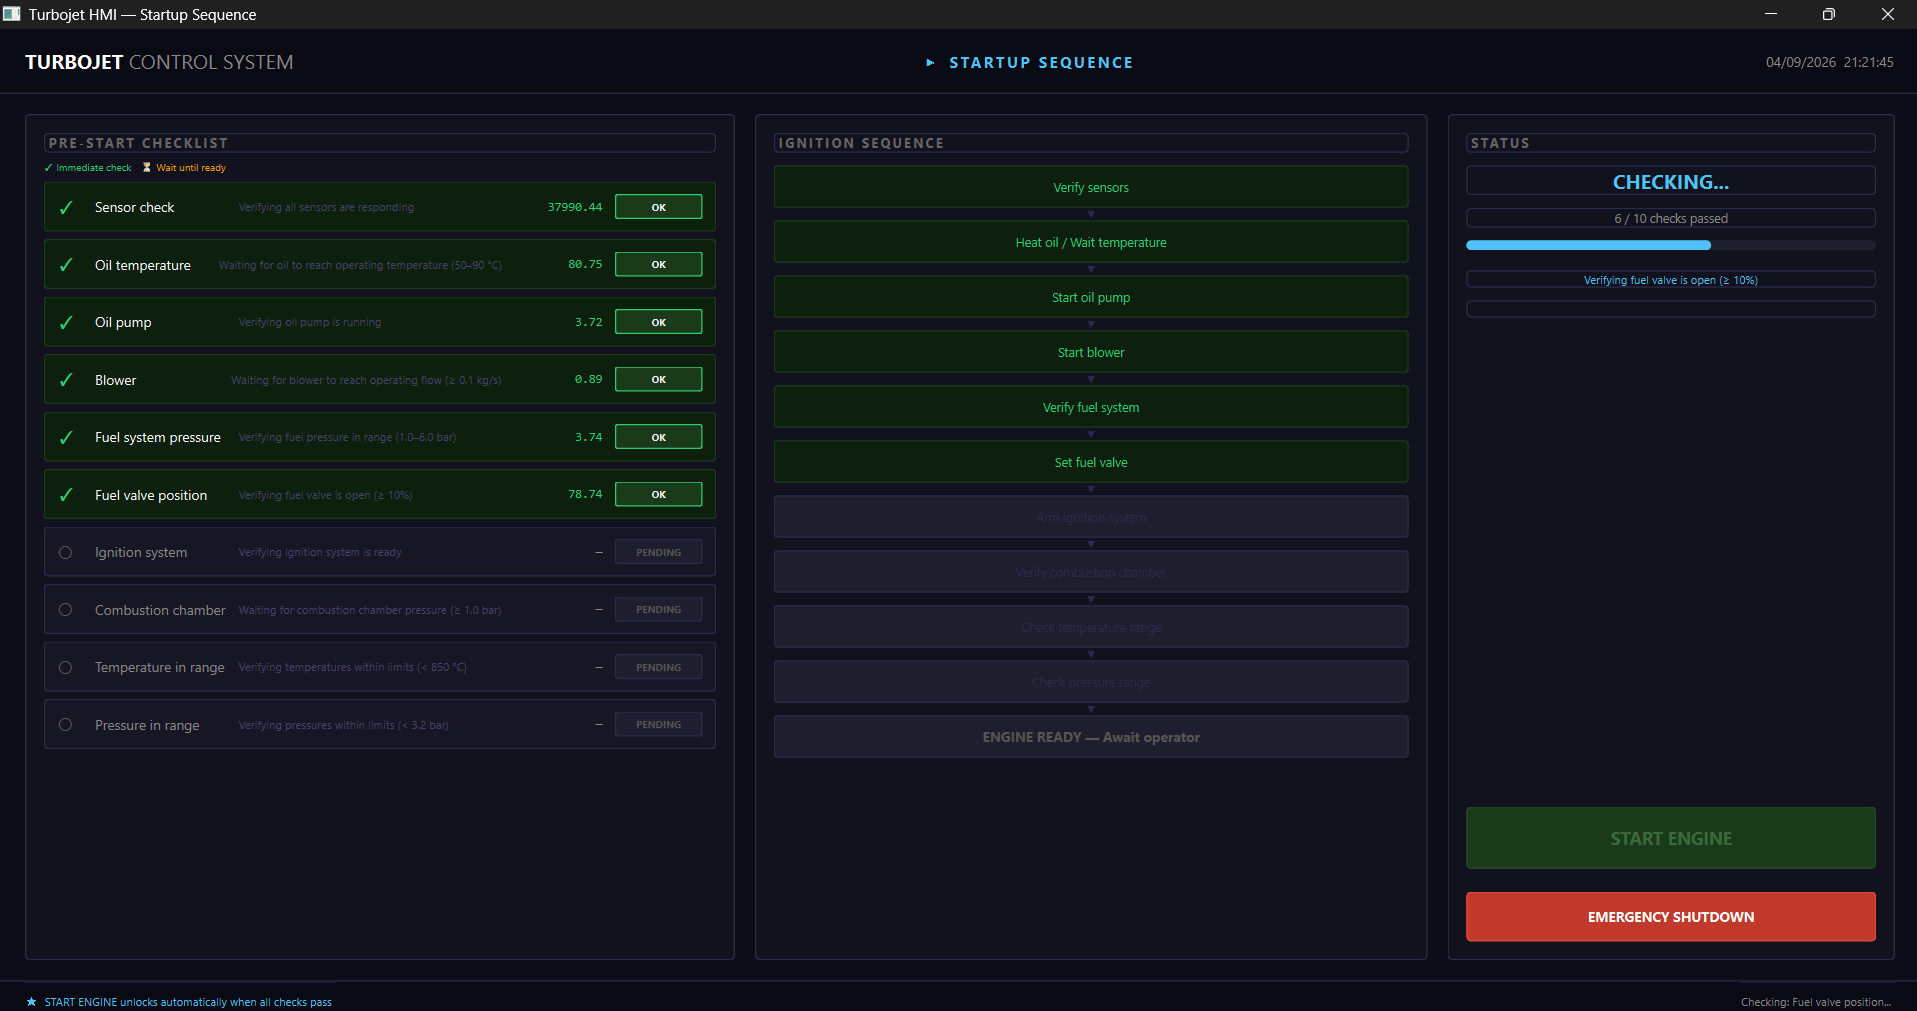 Turbojet HMI — Startup Sequence
TURBOJET CONTROL SYSTEM
► STARTUP SEQUENCE
04/09/2026 21:21:45
PRE-START CHECKLIST
✓ Immediate check ⏳ Wait until ready
✓ Sensor check Verifying all sensors are responding 37990.44 OK
✓ Oil temperature Waiting for oil to reach operating temperature (50–90 °C) 80.75 OK
✓ Oil pump Verifying oil pump is running 3.72 OK
✓ Blower Waiting for blower to reach operating flow (≥ 0.1 kg/s) 0.89 OK
✓ Fuel system pressure Verifying fuel pressure in range (1.0–6.0 bar) 3.74 OK
✓ Fuel valve position Verifying fuel valve is open (≥ 10%) 78.74 OK
○ Ignition system Verifying ignition system is ready — PENDING
○ Combustion chamber Waiting for combustion chamber pressure (≥ 1.0 bar) — PENDING
○ Temperature in range Verifying temperatures within limits (< 850 °C) — PENDING
○ Pressure in range Verifying pressures within limits (< 3.2 bar) — PENDING
IGNITION SEQUENCE
Verify sensors
▼
Heat oil / Wait temperature
▼
Start oil pump
▼
Start blower
▼
Verify fuel system
▼
Set fuel valve
▼
Arm ignition system
▼
Verify combustion chamber
▼
Check temperature range
▼
Check pressure range
▼
ENGINE READY — Await operator
STATUS
CHECKING...
6 / 10 checks passed
Verifying fuel valve is open (≥ 10%)
START ENGINE
EMERGENCY SHUTDOWN
★ START ENGINE unlocks automatically when all checks pass
Checking: Fuel valve position...